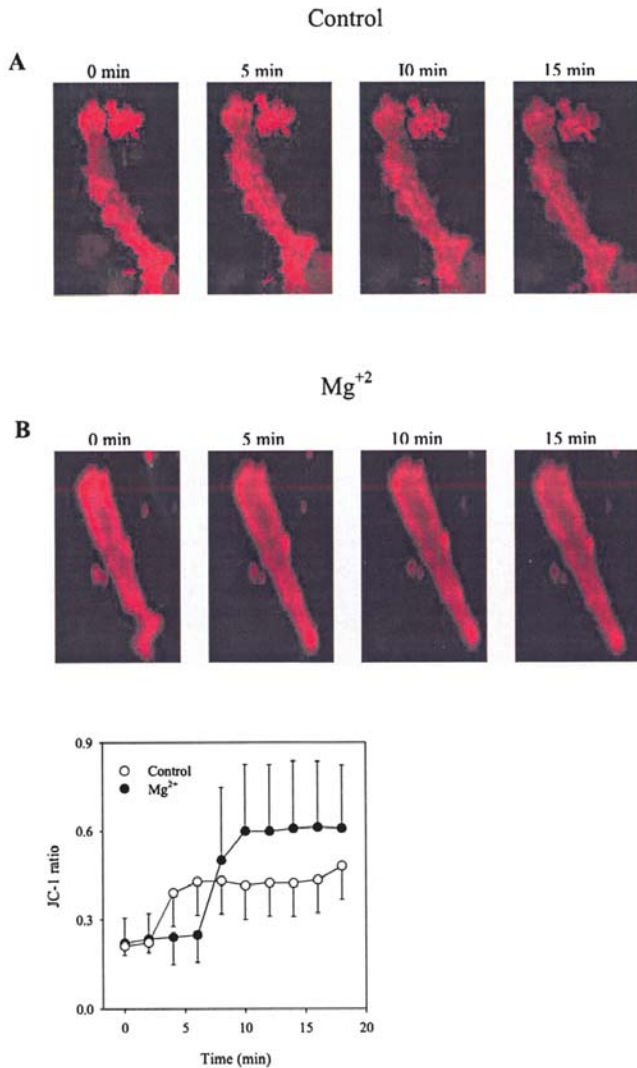 Control
A
0 min 5 min 10 min 15 min
Mg+2
B
0 min 5 min 10 min 15 min
0.9
0.6
0.3
0.0
JC-1 ratio
Control
Mg2+
0 5 10 15 20
Time (min)